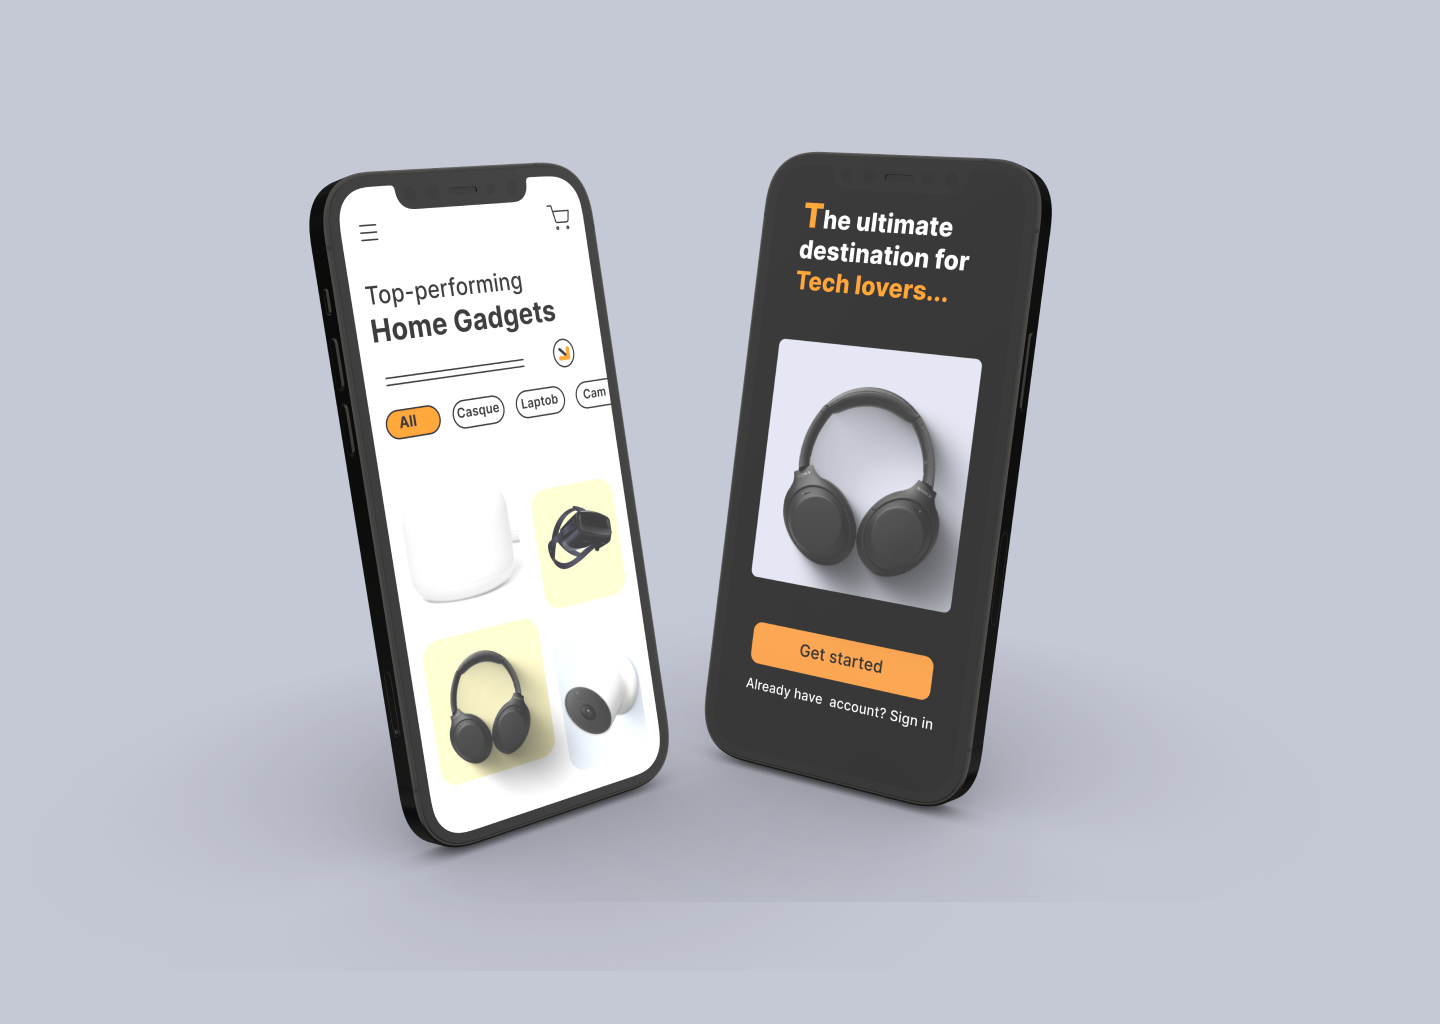 Top-performing
Home Gadgets
All
Casque
Laptob
Cam
The ultimate
destination for
Tech lovers...
Get started
Already have  account? Sign in